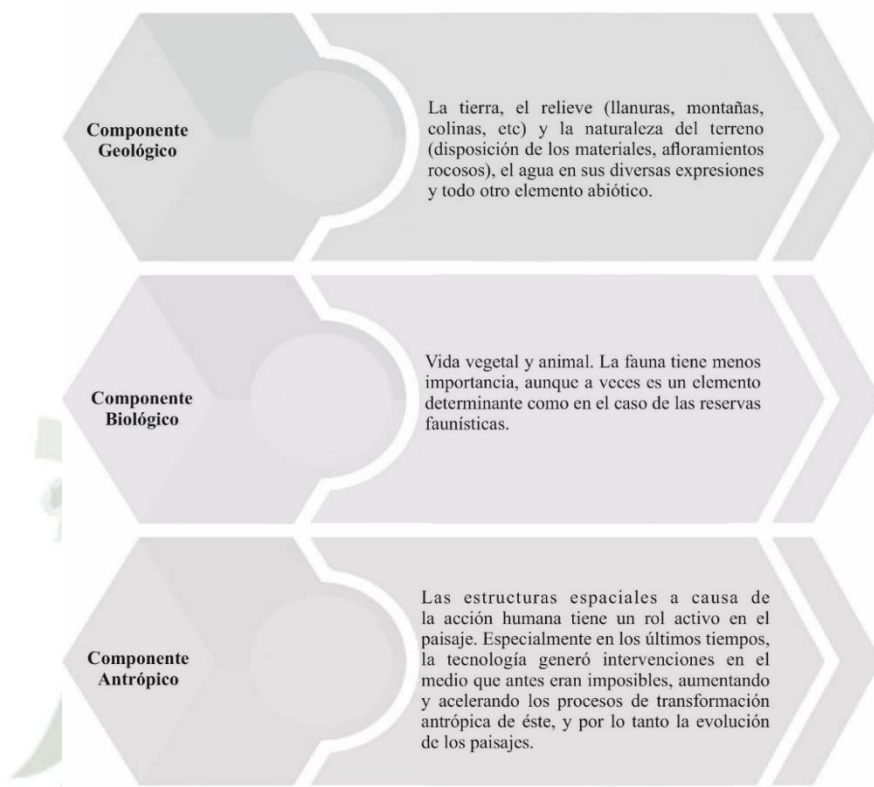 Componente
Geológico
La tierra, el relieve (llanuras, montañas,
colinas, etc) y la naturaleza del terreno
(disposición de los materiales, afloramientos
rocosos), el agua en sus diversas expresiones
y todo otro elemento abiótico.
Componente
Biológico
Vida vegetal y animal. La fauna tiene menos
importancia, aunque a veces es un elemento
determinante como en el caso de las reservas
faunísticas.
Componente
Antrópico
Las estructuras espaciales a causa de
la acción humana tiene un rol activo en el
paisaje. Especialmente en los últimos tiempos,
la tecnología generó intervenciones en el
medio que antes eran imposibles, aumentando
y acelerando los procesos de transformación
antrópica de éste, y por lo tanto la evolución
de los paisajes.